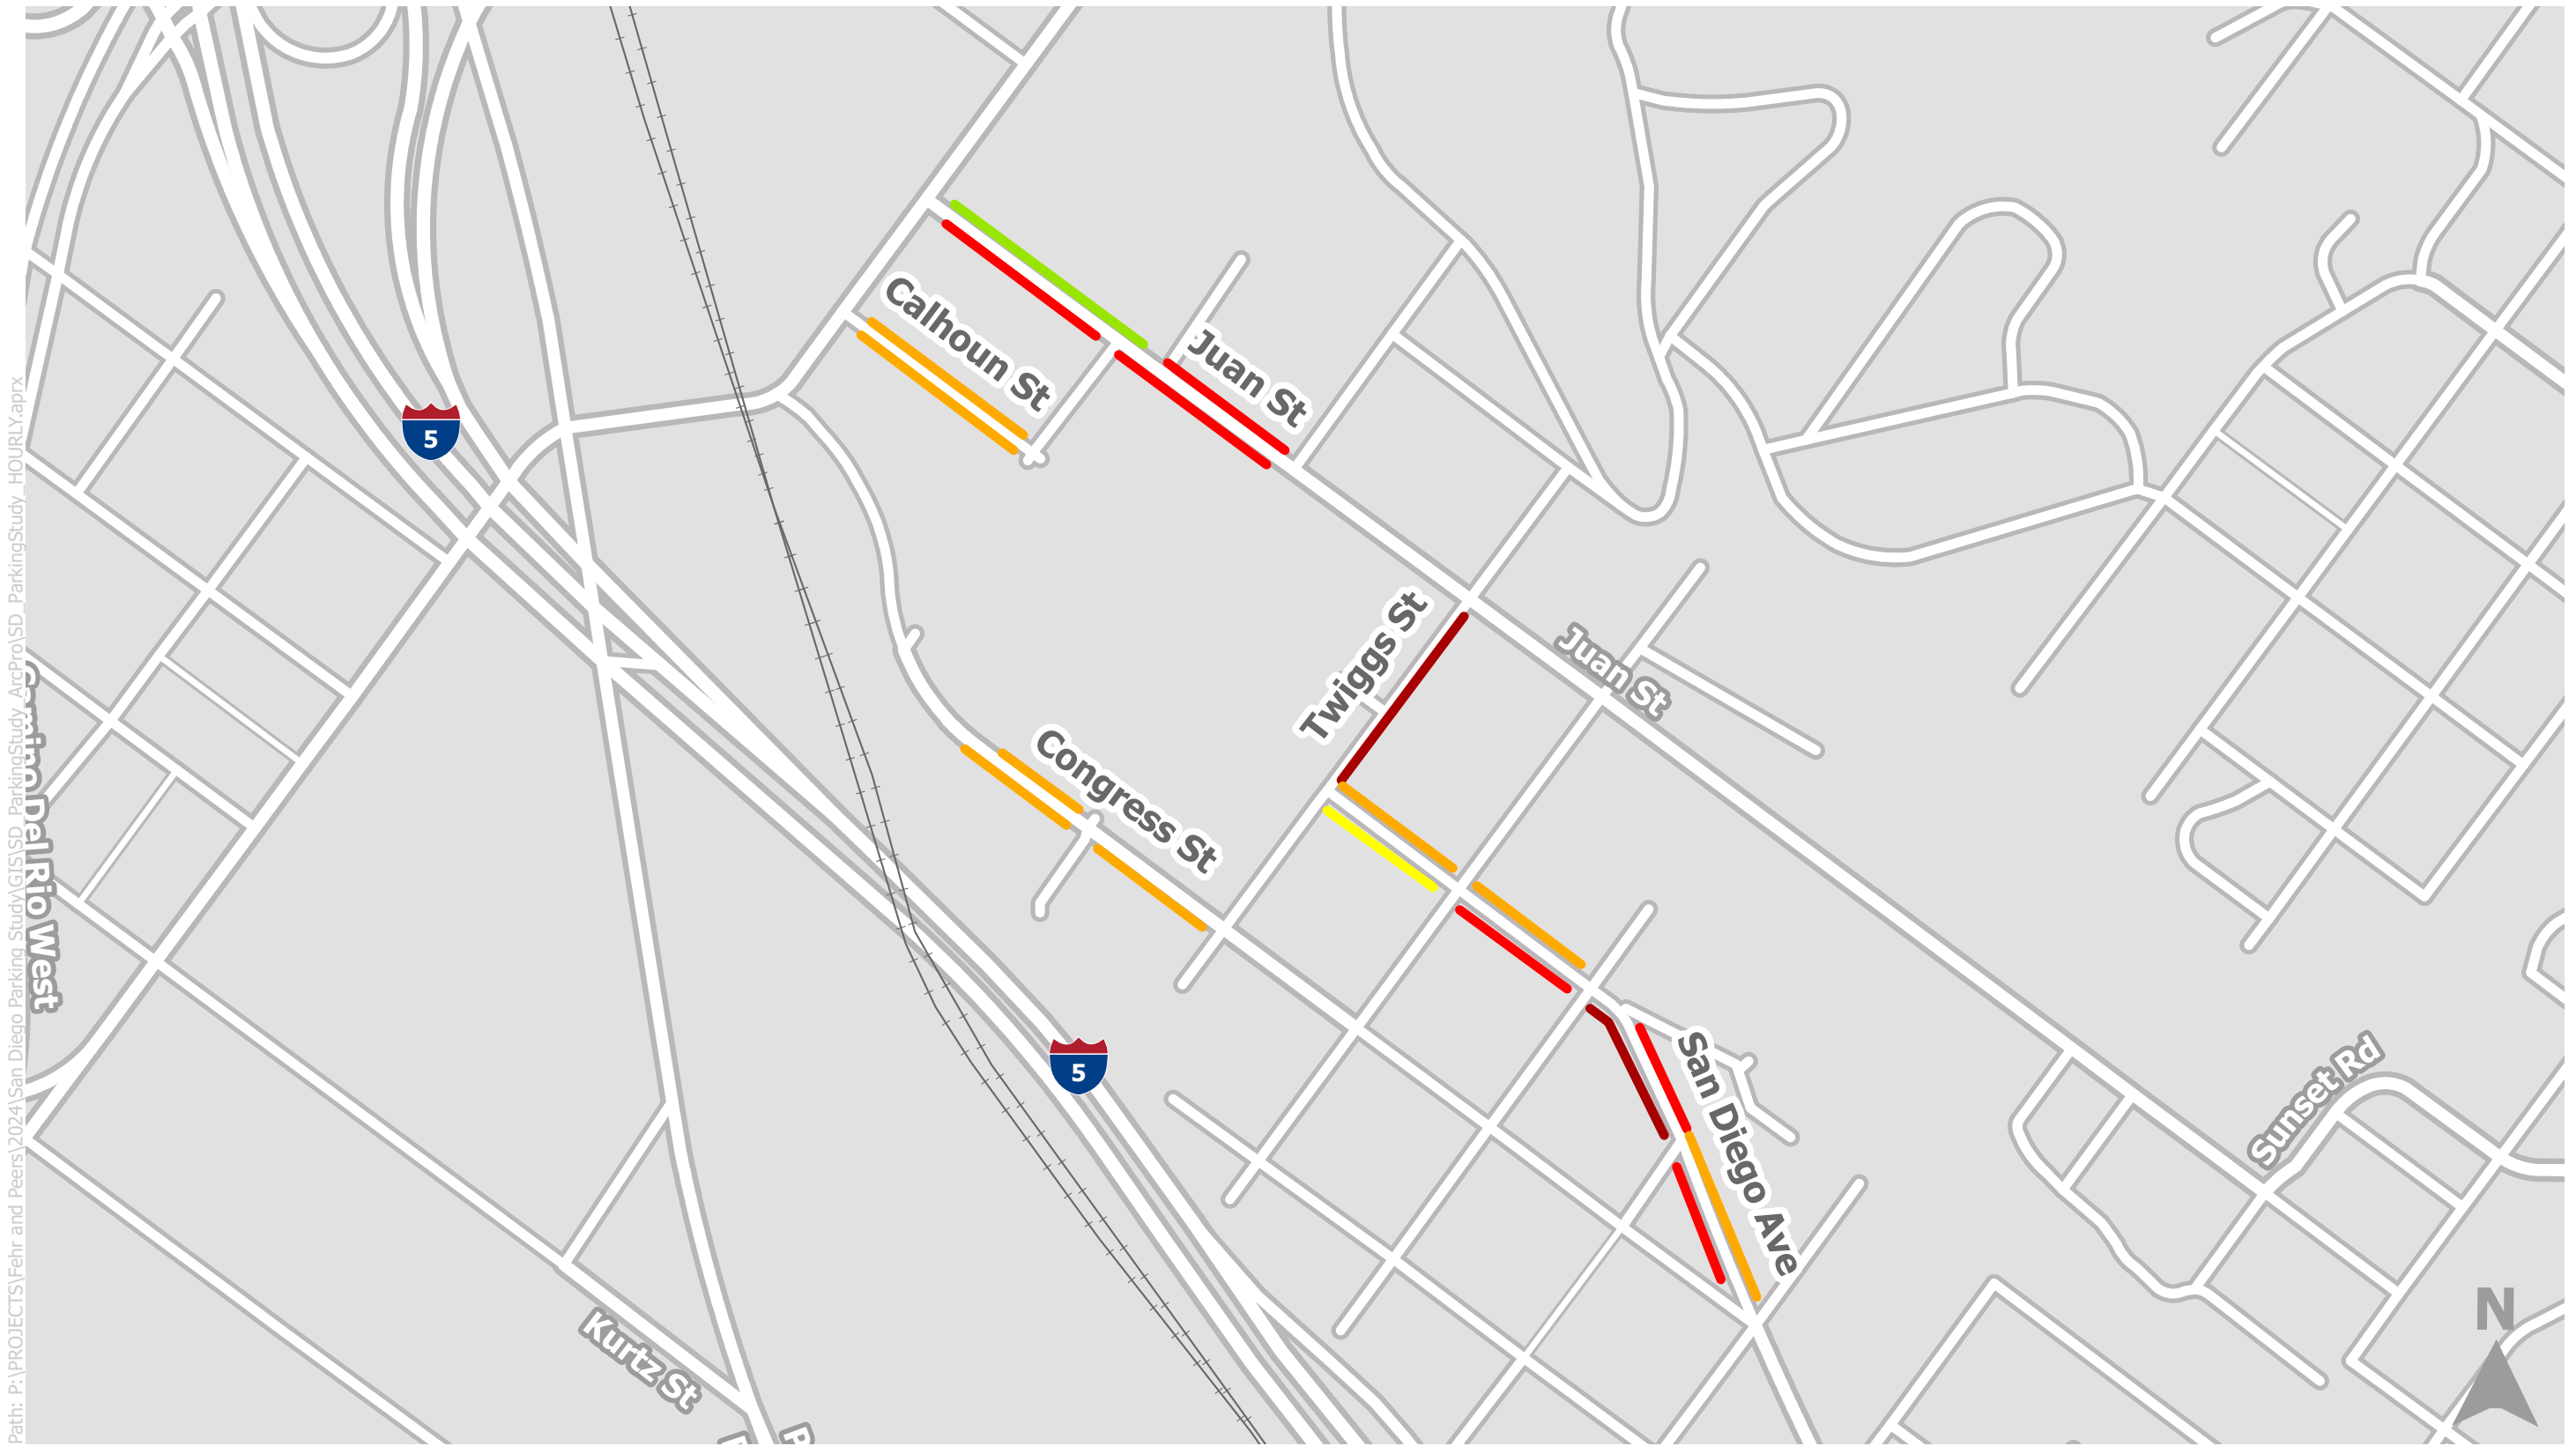 Calhoun St
Juan St
5
Twiggs St
Juan St
Camino Del Rio West
Congress St
San Diego Ave
5
Sunset Rd
N
Kurtz St
Path: P:\PROJECTS\Fehr and Peers\2024\San Diego Parking Study\GIS\SD_ParkingStudy_ArcPro\SD_ParkingStudy_HOURLY.aprx